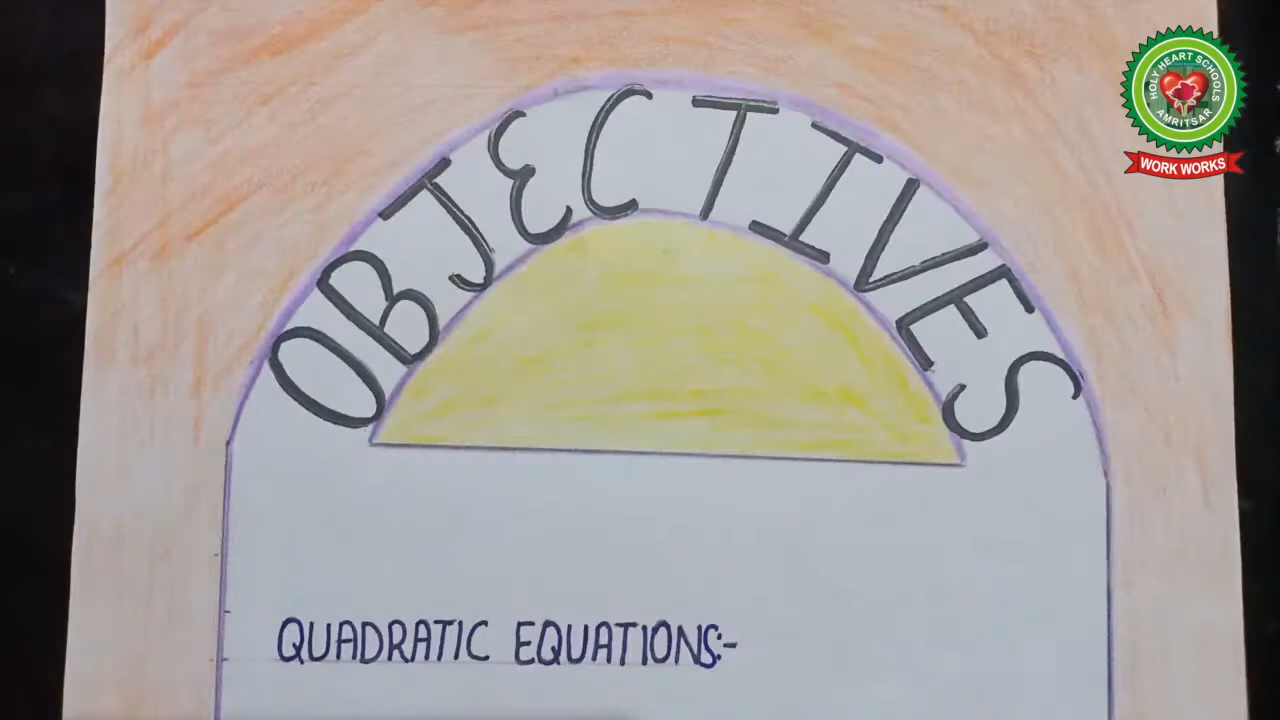 OBJECTIVES
QUADRATIC EQUATIONS:-
HOLY HEART SCHOOLS
AMRITSAR
WORK WORKS